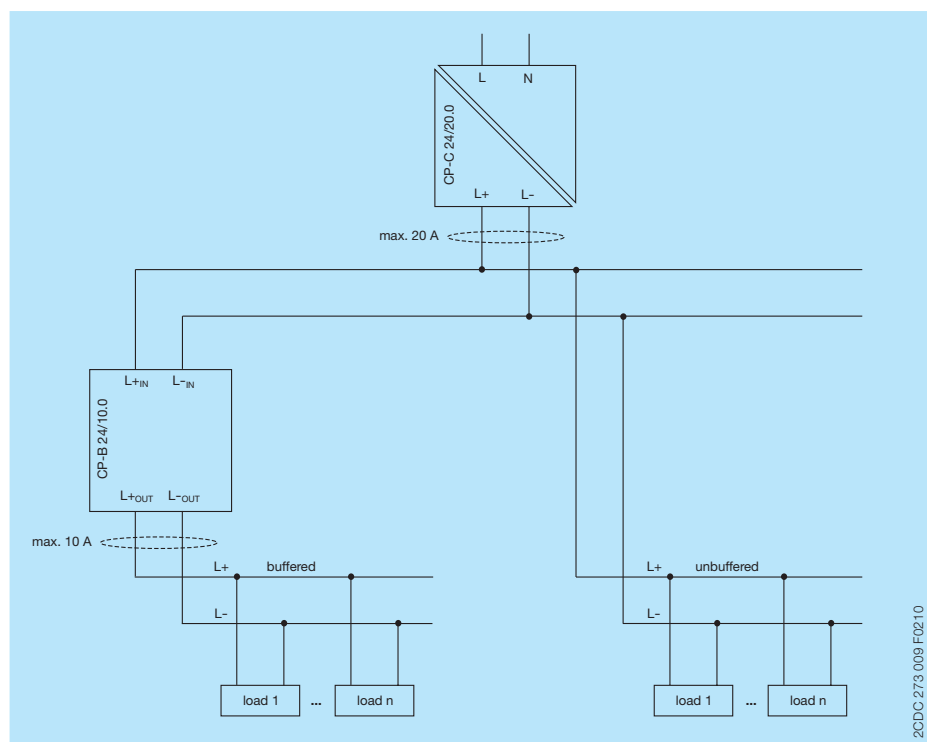 L N
CP-C 24/20.0
L+ L-
max. 20 A
L+IN L-IN
CP-B 24/10.0
L+OUT L-OUT
max. 10 A
L+ buffered
L-
load 1 ... load n
L+ unbuffered
L-
load 1 ... load n
2CDC 273 009 F0210